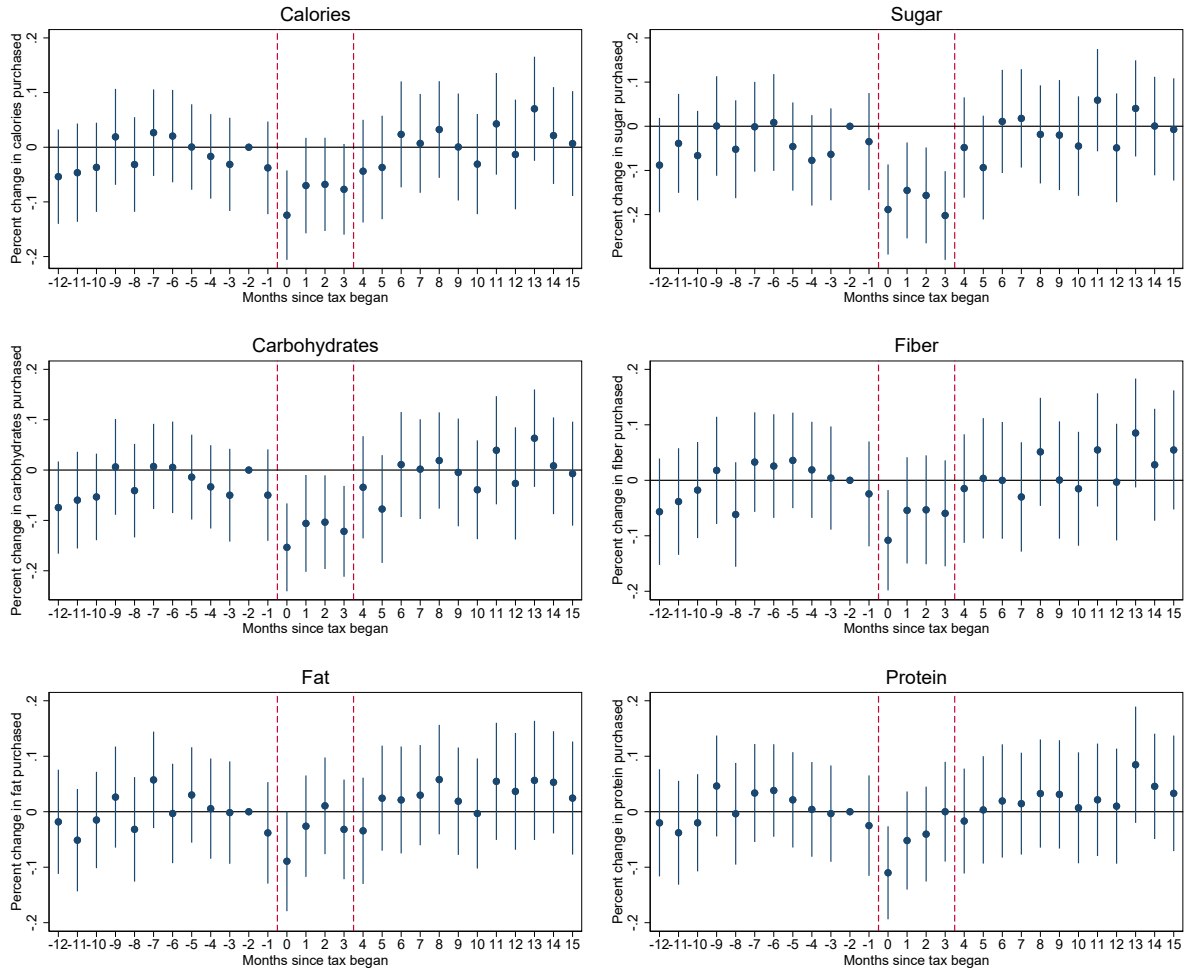 Calories
Percent change in calories purchased
.2
.1
0
-.1
-.2
-12 -11 -10 -9 -8 -7 -6 -5 -4 -3 -2 -1 0 1 2 3 4 5 6 7 8 9 10 11 12 13 14 15
Months since tax began
Sugar
Percent change in sugar purchased
.2
.1
0
-.1
-.2
-12 -11 -10 -9 -8 -7 -6 -5 -4 -3 -2 -1 0 1 2 3 4 5 6 7 8 9 10 11 12 13 14 15
Months since tax began
Carbohydrates
Percent change in carbohydrates purchased
.2
.1
0
-.1
-.2
-12 -11 -10 -9 -8 -7 -6 -5 -4 -3 -2 -1 0 1 2 3 4 5 6 7 8 9 10 11 12 13 14 15
Months since tax began
Fiber
Percent change in fiber purchased
.2
.1
0
-.1
-.2
-12 -11 -10 -9 -8 -7 -6 -5 -4 -3 -2 -1 0 1 2 3 4 5 6 7 8 9 10 11 12 13 14 15
Months since tax began
Fat
Percent change in fat purchased
.2
.1
0
-.1
-.2
-12 -11 -10 -9 -8 -7 -6 -5 -4 -3 -2 -1 0 1 2 3 4 5 6 7 8 9 10 11 12 13 14 15
Months since tax began
Protein
Percent change in protein purchased
.2
.1
0
-.1
-.2
-12 -11 -10 -9 -8 -7 -6 -5 -4 -3 -2 -1 0 1 2 3 4 5 6 7 8 9 10 11 12 13 14 15
Months since tax began